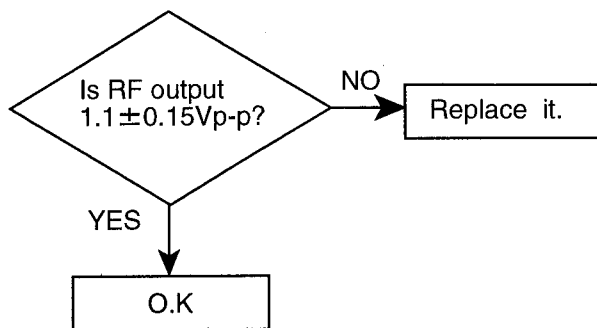 Is RF output
1.1±0.15Vp-p?
NO
Replace it.
YES
O.K